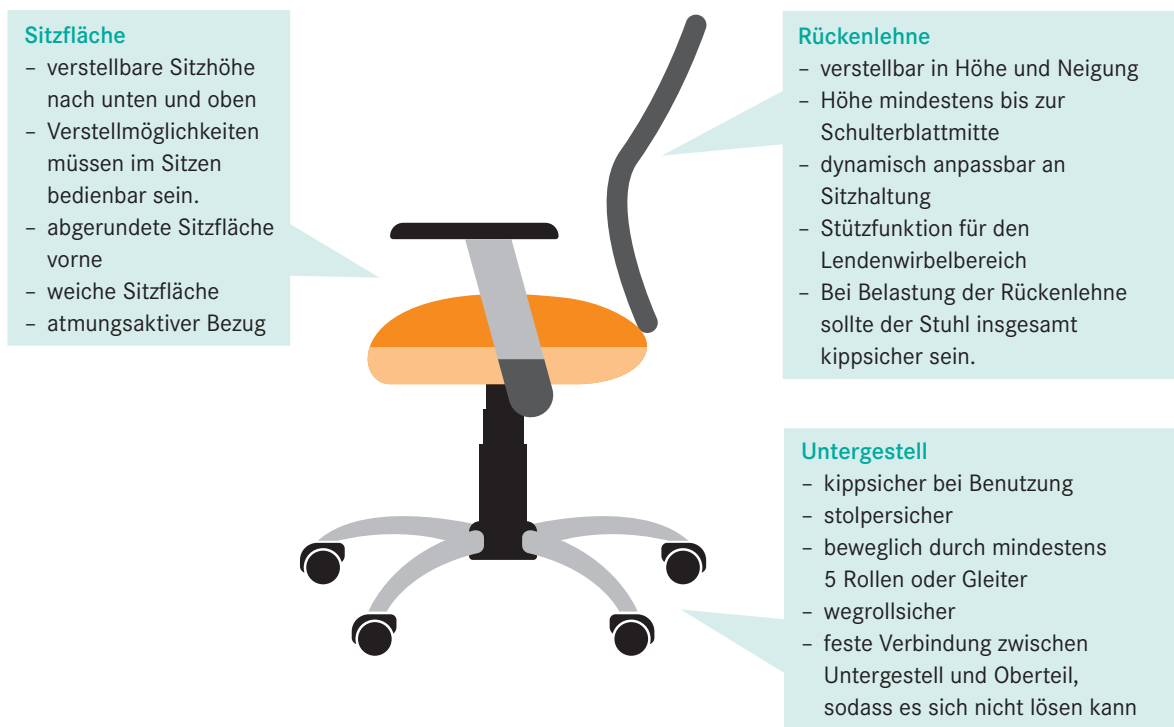 Sitzfläche
– verstellbare Sitzhöhe
nach unten und oben
– Verstellmöglichkeiten
müssen im Sitzen
bedienbar sein.
– abgerundete Sitzfläche
vorne
– weiche Sitzfläche
– atmungsaktiver Bezug
Rückenlehne
– verstellbar in Höhe und Neigung
– Höhe mindestens bis zur
Schulterblattmitte
– dynamisch anpassbar an
Sitzhaltung
– Stützfunktion für den
Lendenwirbelbereich
– Bei Belastung der Rückenlehne
sollte der Stuhl insgesamt
kippsicher sein.
Untergestell
– kippsicher bei Benutzung
– stolpersicher
– beweglich durch mindestens
5 Rollen oder Gleiter
– wegrollsicher
– feste Verbindung zwischen
Untergestell und Oberteil,
sodass es sich nicht lösen kann